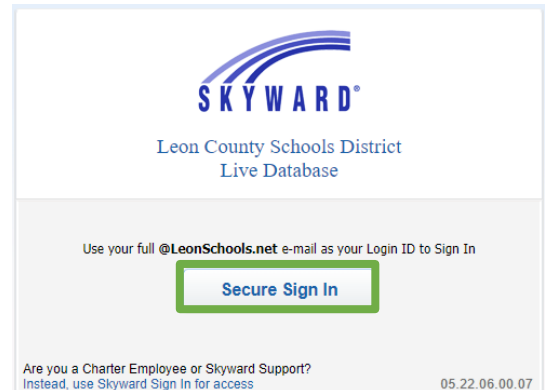 SKYWARD®
Leon County Schools District
Live Database
Use your full @LeonSchools.net e-mail as your Login ID to Sign In
Secure Sign In
Are you a Charter Employee or Skyward Support?
Instead, use Skyward Sign In for access
05.22.06.00.07